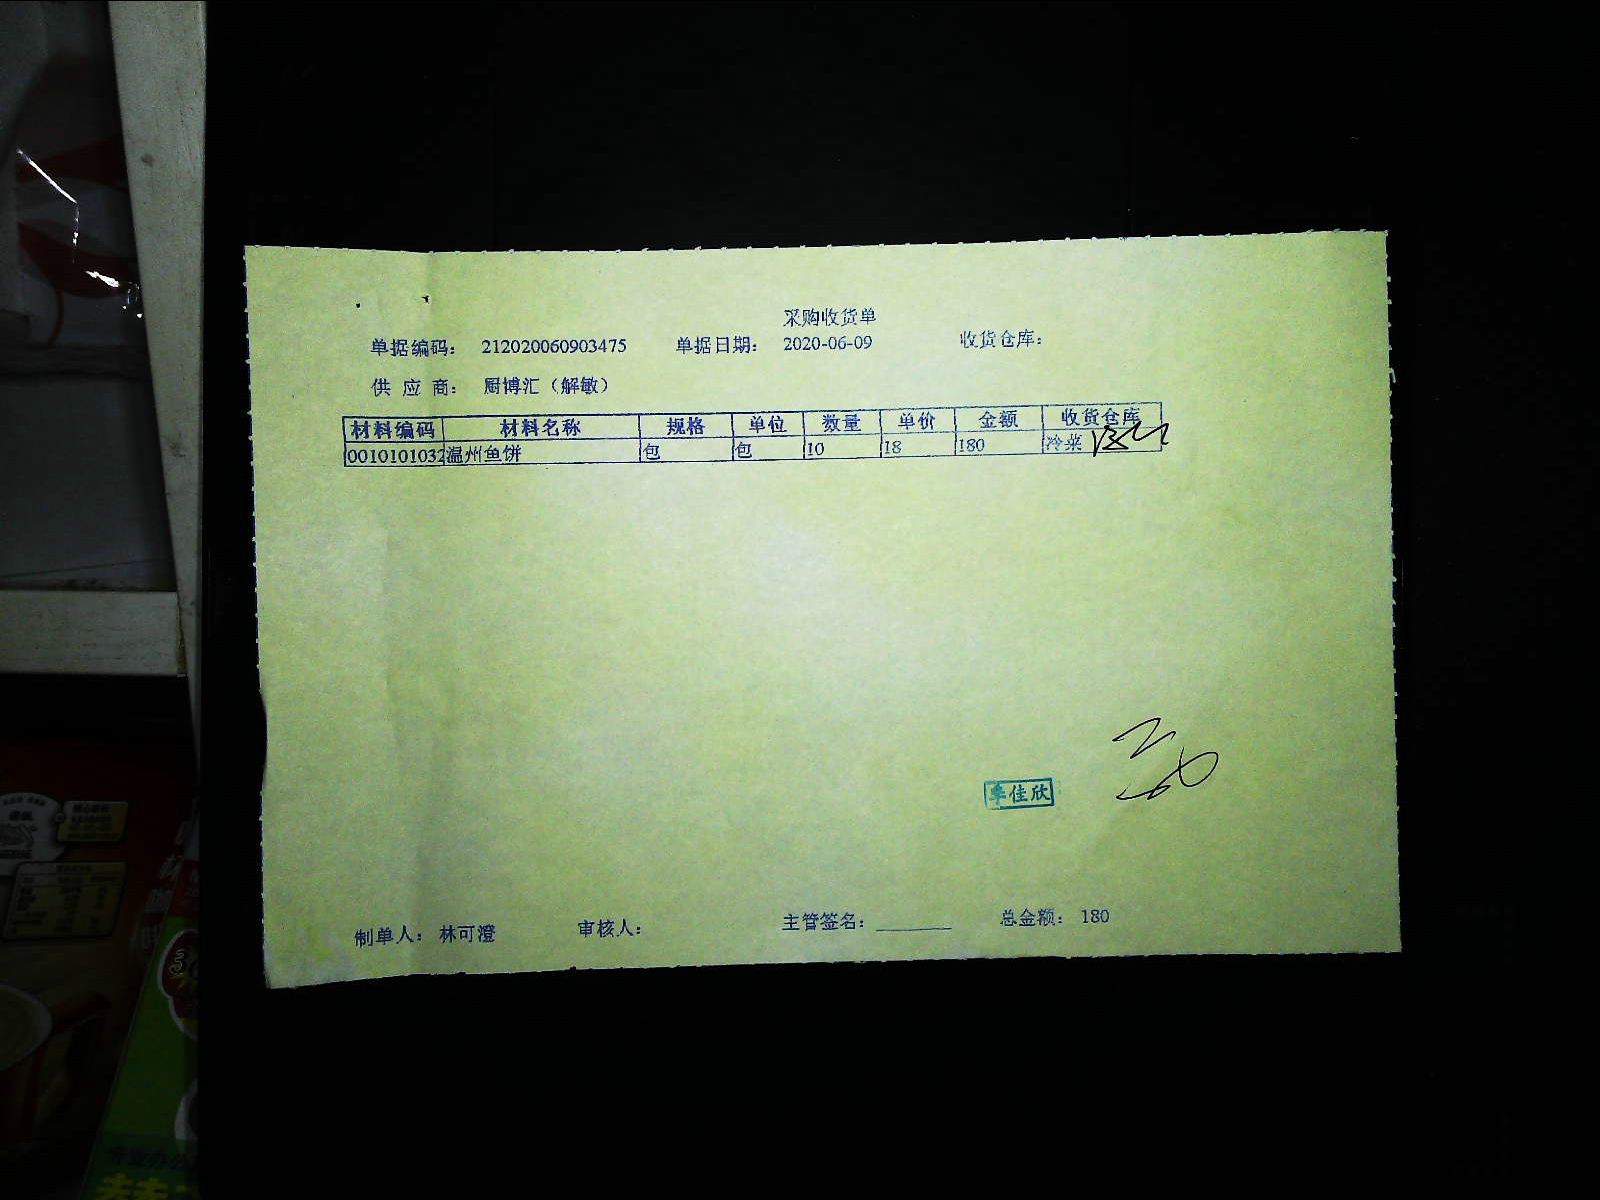 采购收货单
单据编码： 212020060903475 单据日期： 2020-06-09 收货仓库：
供 应 商： 厨博汇（解敏）
材料编码 材料名称 规格 单位 数量 单价 金额 收货仓库
0010101032 温州鱼饼 包 包 10 18 180 冷菜
佳欣
制单人： 林可澄 审核人： 主管签名： 总金额： 180